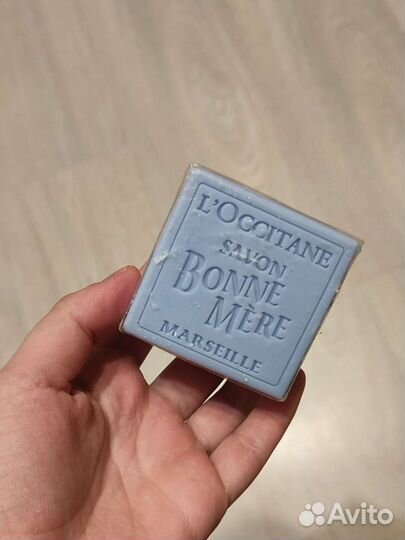 L'OCCITANE
SAVON
BONNE
MÈRE
MARSEILLE
Avito